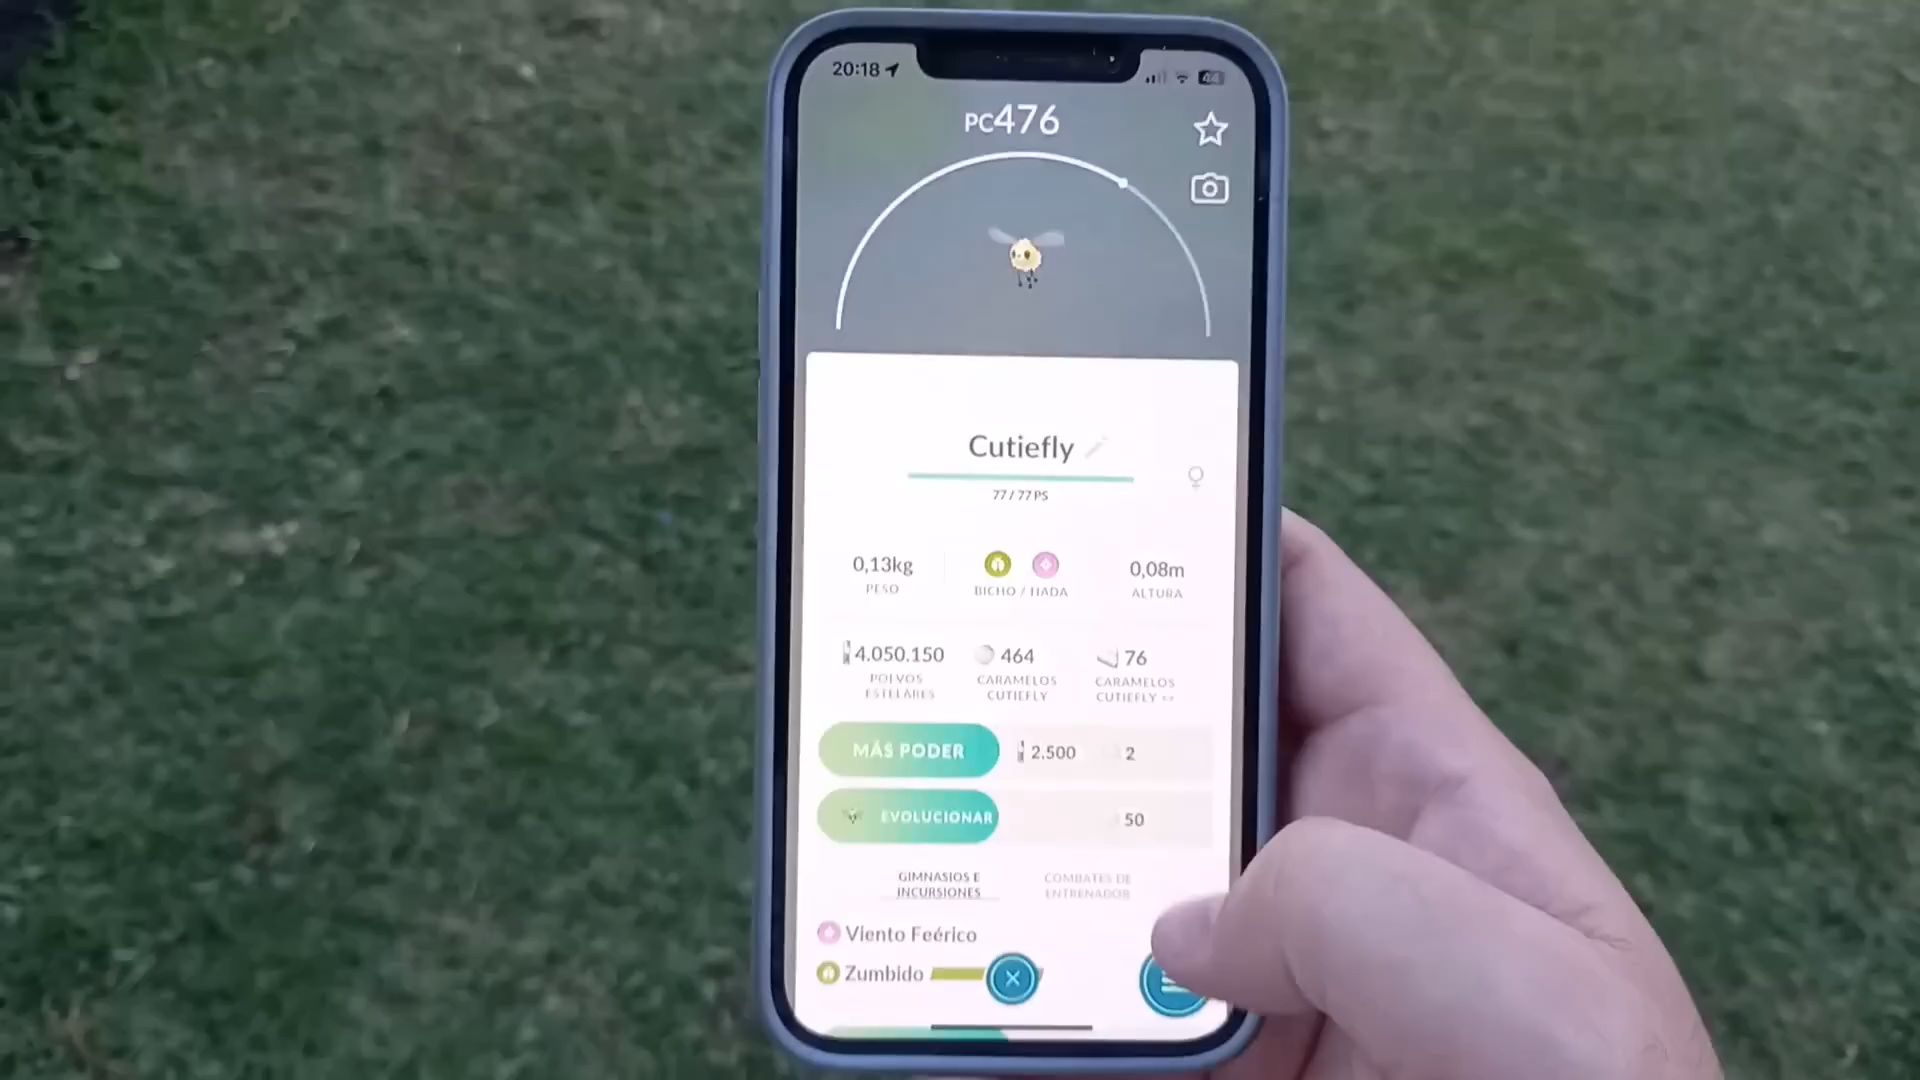 20:18
44
PC476
Cutiefly
77 / 77 PS
0,13kg
PESO
BICHO / HADA
0,08m
ALTURA
4.050.150
POLVOS
ESTELARES
464
CARAMELOS
CUTIEFLY
76
CARAMELOS
CUTIEFLY
MÁS PODER
2.500
2
EVOLUCIONAR
50
GIMNASIOS E
INCURSIONES
COMBATES DE
ENTRENADOR
Viento Feérico
Zumbido